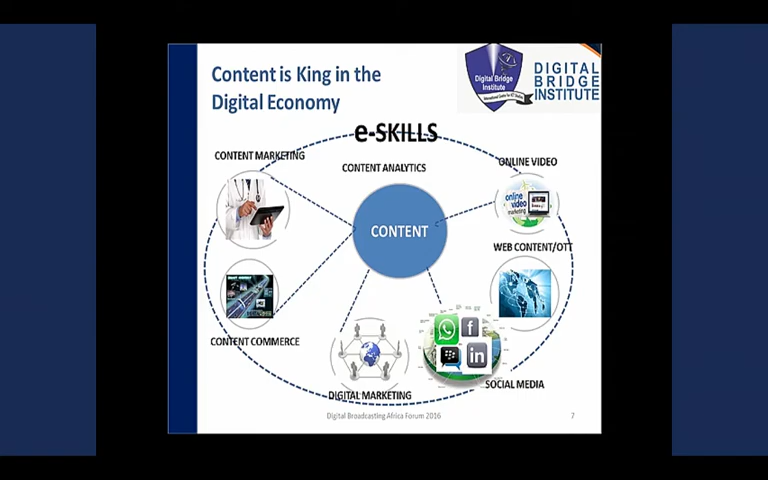 Content is King in the
Digital Economy
Digital Bridge
Institute
DIGITAL
BRIDGE
INSTITUTE
e-SKILLS
CONTENT MARKETING
CONTENT ANALYTICS
ONLINE VIDEO
online
video
marketing
CONTENT
WEB CONTENT/OTT
CONTENT COMMERCE
f
in
DIGITAL MARKETING
SOCIAL MEDIA
Digital Broadcasting Africa Forum 2016
7